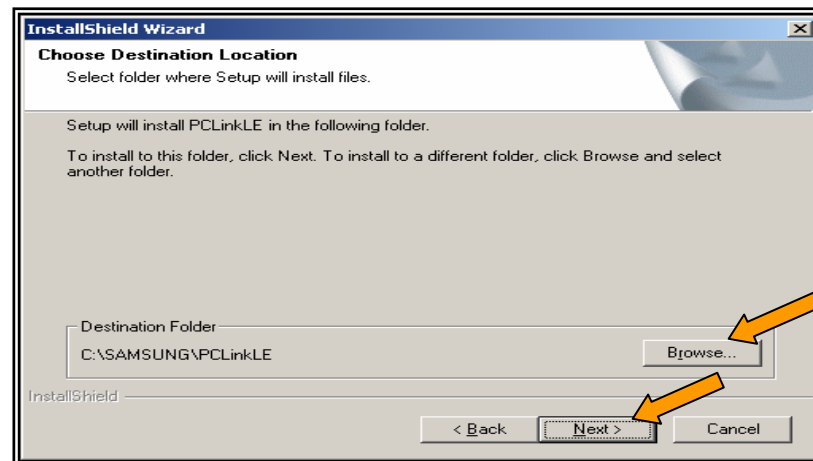 InstallShield Wizard
Choose Destination Location
Select folder where Setup will install files.
Setup will install PCLinkLE in the following folder.
To install to this folder, click Next. To install to a different folder, click Browse and select
another folder.
Destination Folder
C:\SAMSUNG\PCLinkLE
Browse...
InstallShield
< Back
Next >
Cancel